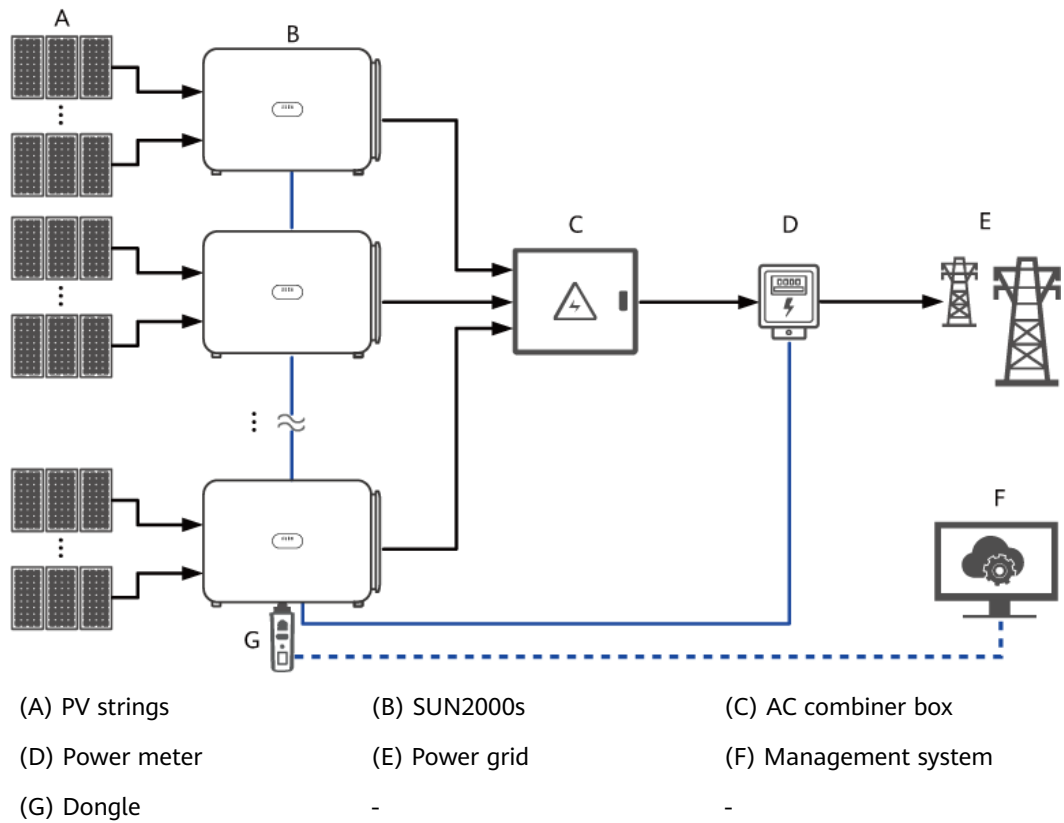 A
B
C
D
E
F
G
(A) PV strings (B) SUN2000s (C) AC combiner box
(D) Power meter (E) Power grid (F) Management system
(G) Dongle - -